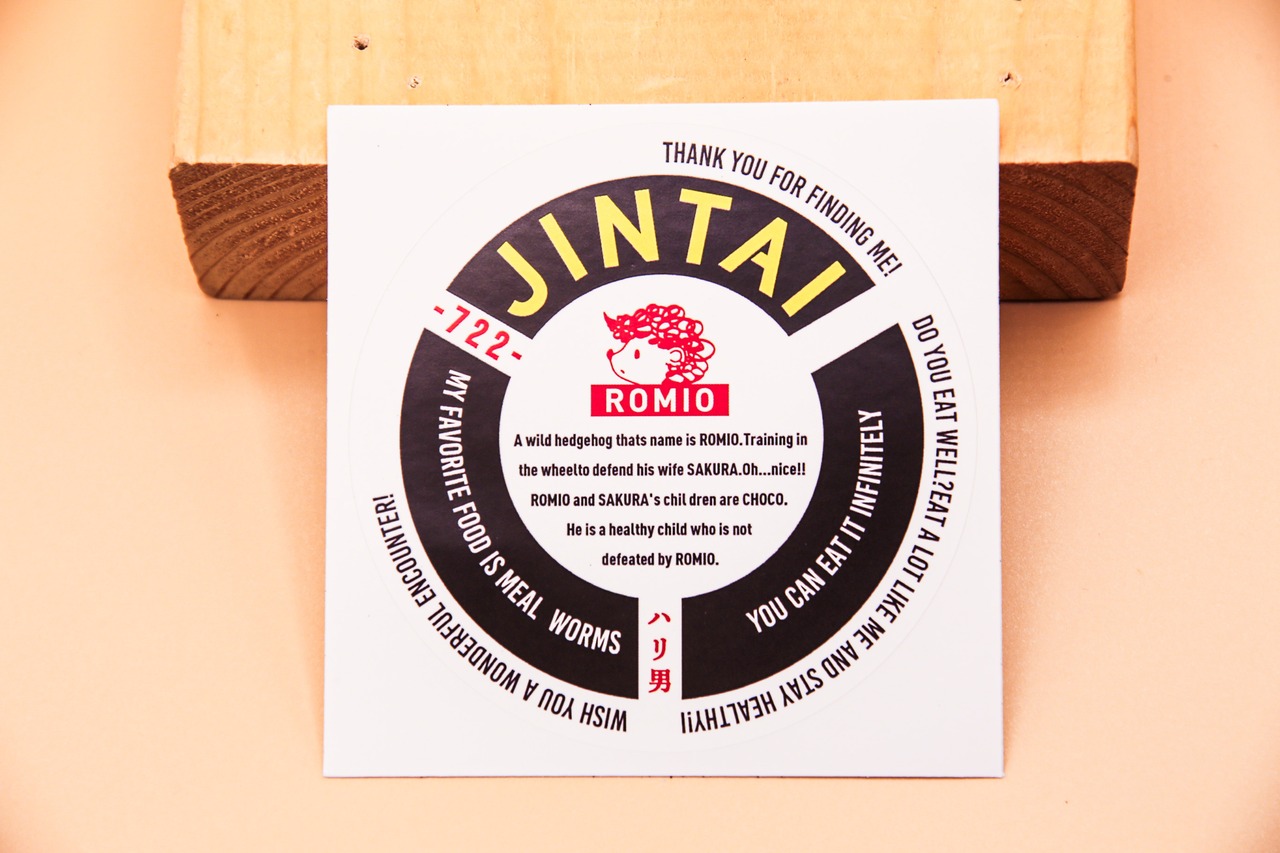 THANK YOU FOR FINDING ME!
JINTAI
-722-
ROMIO
A wild hedgehog thats name is ROMIO.Training in
the wheelto defend his wife SAKURA.Oh...nice!!
ROMIO and SAKURA's chil dren are CHOCO.
He is a healthy child who is not
defeated by ROMIO.
MY FAVORITE FOOD IS MEAL WORMS
YOU CAN EAT IT INFINITELY
ハリ男
DO YOU EAT WELL?EAT A LOT LIKE ME AND STAY HEALTHY!!
WISH YOU A WONDERFUL ENCOUNTER!